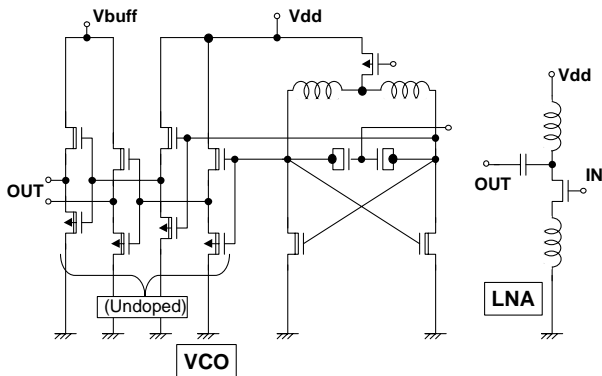 Vbuff
Vdd
Vdd
OUT
OUT
IN
(Undoped)
LNA
VCO